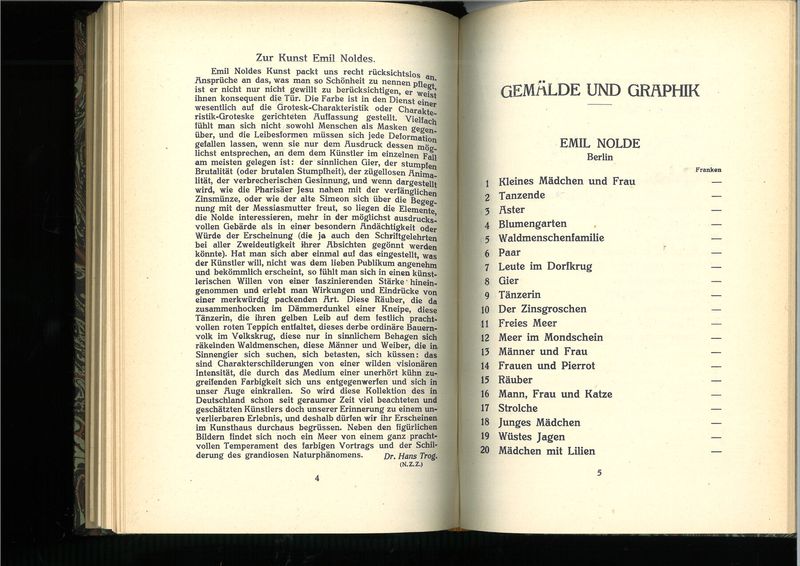 Zur Kunst Emil Noldes.
Emil Noldes Kunst packt uns recht rücksichtslos an.
Ansprüche an das, was man so Schönheit zu nennen pflegt,
ist er nicht nur nicht gewillt zu berücksichtigen, er weist
ihnen konsequent die Tür. Die Farbe ist in den Dienst einer
wesentlich auf die Grotesk-Charakteristik oder Charakte-
ristik-Groteske gerichteten Auffassung gestellt. Vielfach
fühlt man sich nicht sowohl Menschen als Masken gegen-
über, und die Leibesformen müssen sich jede Deformation
gefallen lassen, wenn sie nur dem Ausdruck dessen mög-
lichst entsprechen, an dem dem Künstler im einzelnen Fall
am meisten gelegen ist: der sinnlichen Gier, der stumpfen
Brutalität (oder brutalen Stumpfheit), der zügellosen Anima-
lität, der verbrecherischen Gesinnung, und wenn dargestellt
wird, wie die Pharisäer Jesu nahen mit der verfänglichen
Zinsmünze, oder wie der alte Simeon sich über die Begeg-
nung mit der Messiasmutter freut, so liegen die Elemente,
die Nolde interessieren, mehr in der möglichst ausdrucks-
vollen Gebärde als in einer besondern Andächtigkeit oder
Würde der Erscheinung (die ja auch den Schriftgelehrten
bei aller Zweideutigkeit ihrer Absichten gegönnt werden
könnte). Hat man sich aber einmal auf das eingestellt, was
der Künstler will, nicht was dem lieben Publikum angenehm
und bekömmlich erscheint, so fühlt man sich in einen künst-
lerischen Willen von einer faszinierenden Stärke hinein-
genommen und erlebt man Wirkungen und Eindrücke von
einer merkwürdig packenden Art. Diese Räuber, die da
zusammenhocken im Dämmerdunkel einer Kneipe, diese
Tänzerin, die ihren gelben Leib auf dem festlich pracht-
vollen roten Teppich entfaltet, dieses derbe ordinäre Bauern-
volk im Volkskrug, diese nur in sinnlichem Behagen sich
räkelnden Waldmenschen, diese Männer und Weiber, die in
Sinnengier sich suchen, sich betasten, sich küssen: das
sind Charakterschilderungen von einer wilden visionären
Intensität, die durch das Medium einer unerhört kühn zu-
greifenden Farbigkeit sich uns entgegenwerfen und sich in
unser Auge einkrallen. So wird diese Kollektion des in
Deutschland schon seit geraumer Zeit viel beachteten und
geschätzten Künstlers doch unserer Erinnerung zu einem un-
verlierbaren Erlebnis, und deshalb dürfen wir ihr Erscheinen
im Kunsthaus durchaus begrüssen. Neben den figürlichen
Bildern findet sich noch ein Meer von einem ganz pracht-
vollen Temperament des farbigen Vortrags und der Schil-
derung des grandiosen Naturphänomens. Dr. Hans Trog.
(N.Z.Z.)
4
GEMÄLDE UND GRAPHIK
EMIL NOLDE
Berlin
Franken
1 Kleines Mädchen und Frau —
2 Tanzende —
3 Aster —
4 Blumengarten —
5 Waldmenschenfamilie —
6 Paar —
7 Leute im Dorfkrug —
8 Gier —
9 Tänzerin —
10 Der Zinsgroschen —
11 Freies Meer —
12 Meer im Mondschein —
13 Männer und Frau —
14 Frauen und Pierrot —
15 Räuber —
16 Mann, Frau und Katze —
17 Strolche —
18 Junges Mädchen —
19 Wüstes Jagen —
20 Mädchen mit Lilien —
5